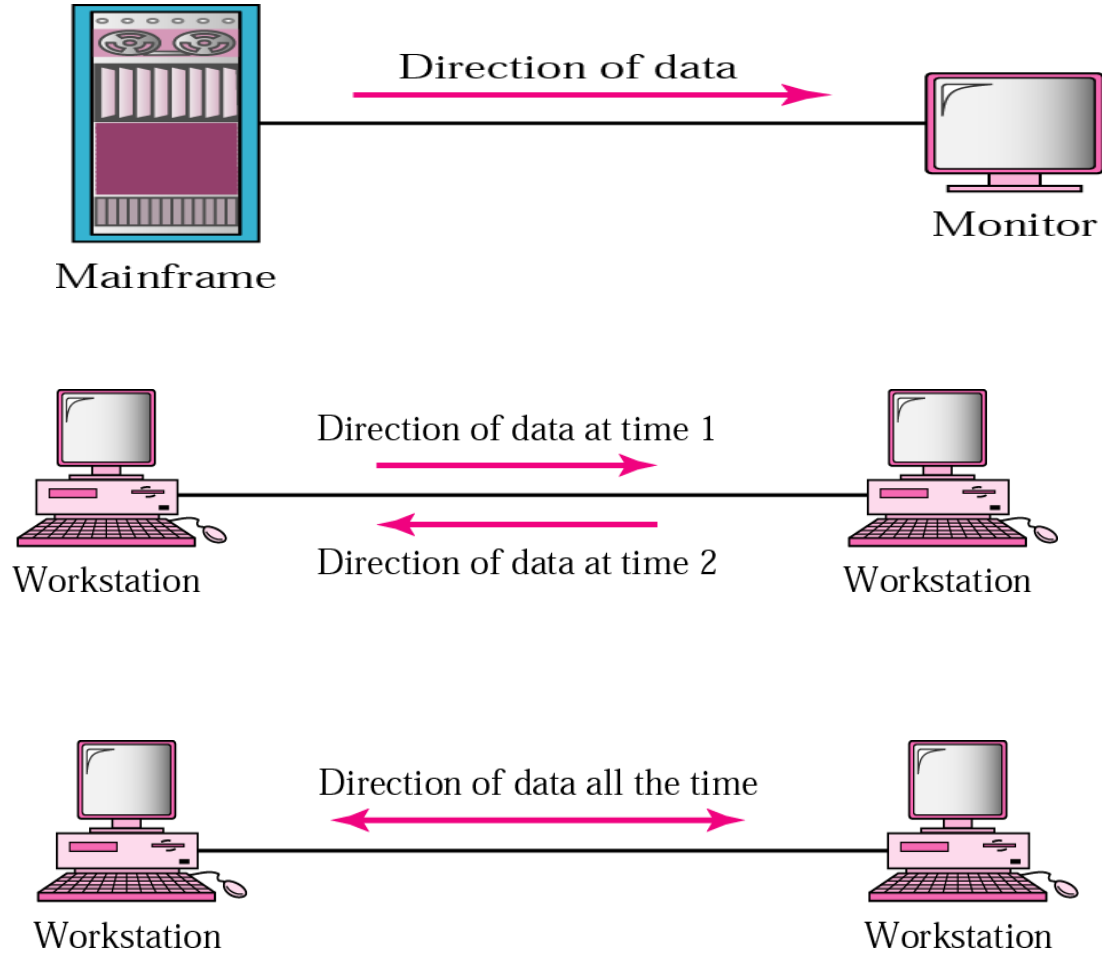 Direction of data
Mainframe
Monitor
Direction of data at time 1
Direction of data at time 2
Workstation
Workstation
Direction of data all the time
Workstation
Workstation